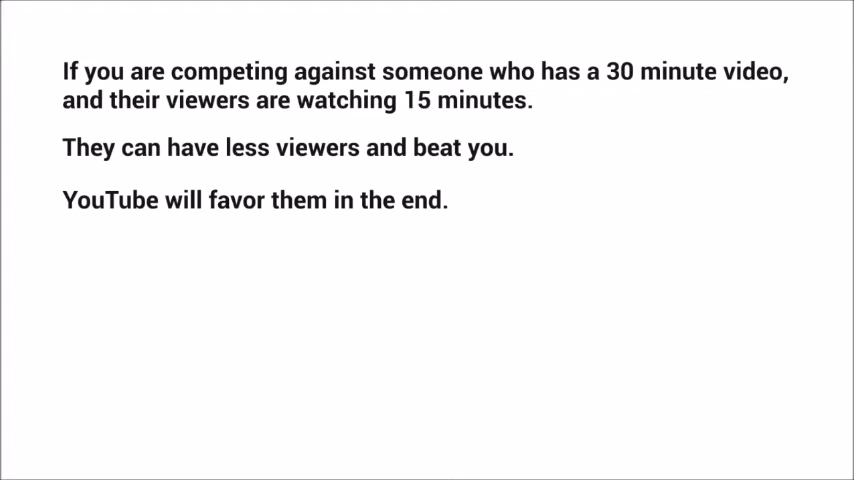 If you are competing against someone who has a 30 minute video,
and their viewers are watching 15 minutes.
They can have less viewers and beat you.
YouTube will favor them in the end.